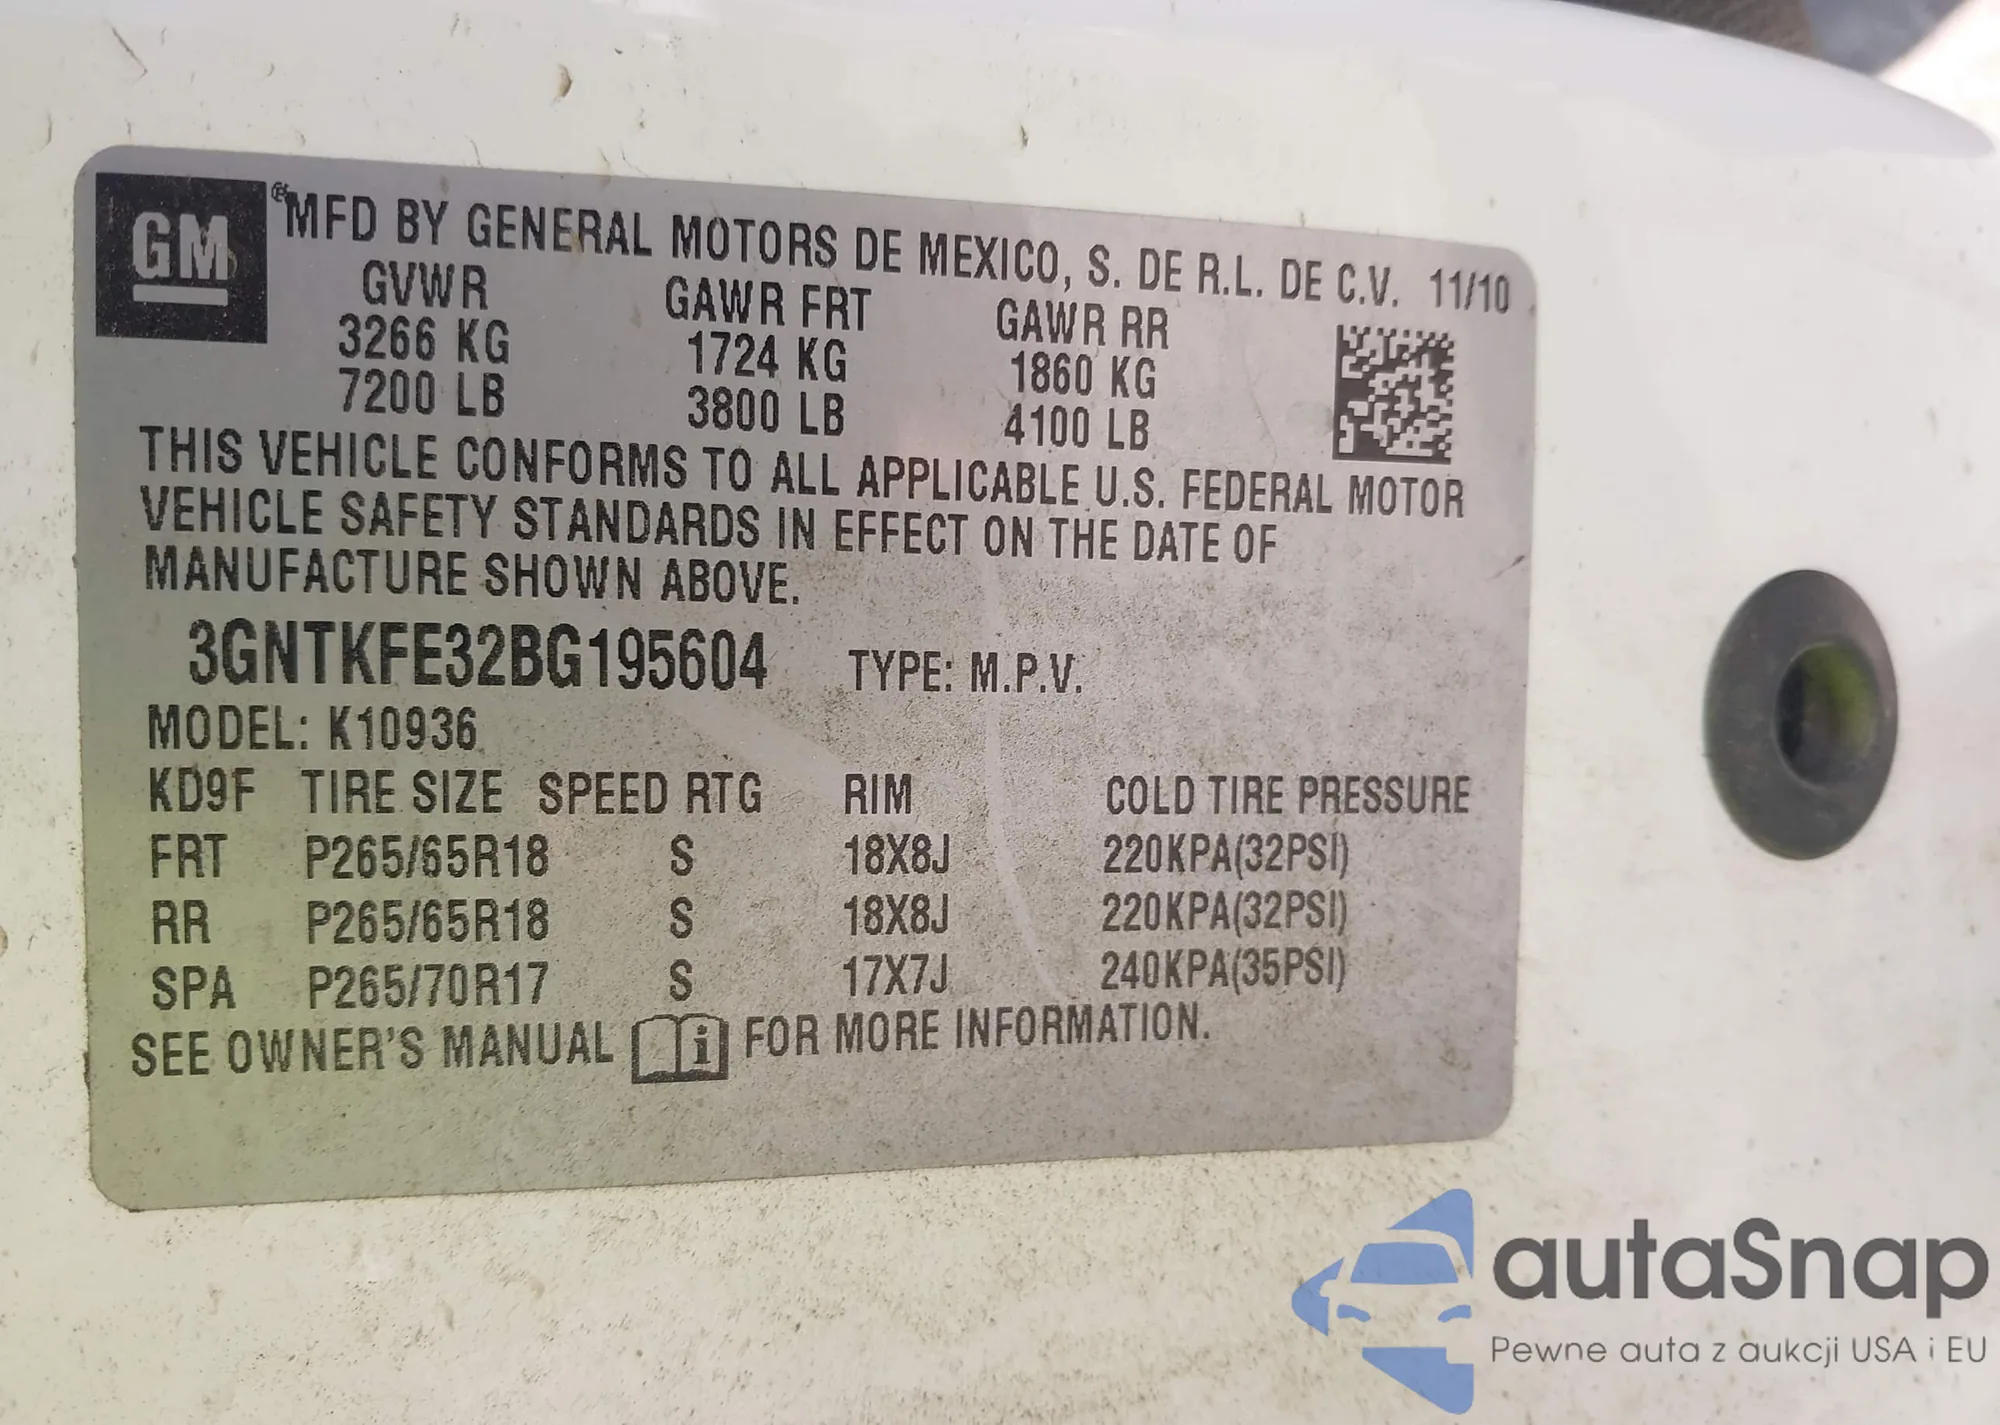 GM ® MFD BY GENERAL MOTORS DE MEXICO, S. DE R.L. DE C.V. 11/10
GVWR GAWR FRT GAWR RR
3266 KG 1724 KG 1860 KG
7200 LB 3800 LB 4100 LB
THIS VEHICLE CONFORMS TO ALL APPLICABLE U.S. FEDERAL MOTOR
VEHICLE SAFETY STANDARDS IN EFFECT ON THE DATE OF
MANUFACTURE SHOWN ABOVE.
3GNTKFE32BG195604 TYPE: M.P.V.
MODEL: K10936
KD9F TIRE SIZE SPEED RTG RIM COLD TIRE PRESSURE
FRT P265/65R18 S 18X8J 220KPA(32PSI)
RR P265/65R18 S 18X8J 220KPA(32PSI)
SPA P265/70R17 S 17X7J 240KPA(35PSI)
SEE OWNER'S MANUAL i FOR MORE INFORMATION.
autaSnap
Pewne auta z aukcji USA i EU